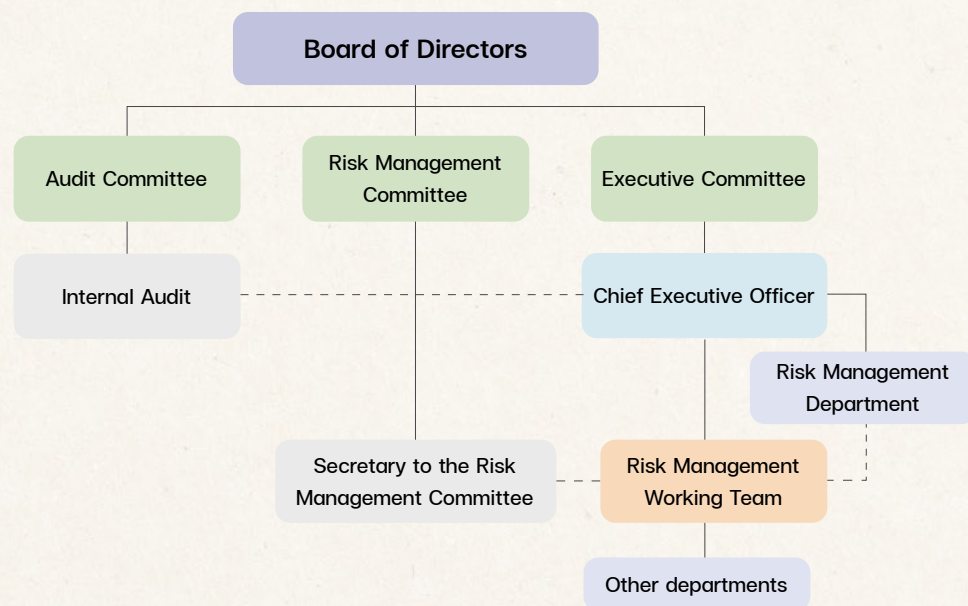 Board of Directors
Audit Committee
Risk Management
Committee
Executive Committee
Internal Audit
Chief Executive Officer
Risk Management
Department
Secretary to the Risk
Management Committee
Risk Management
Working Team
Other departments